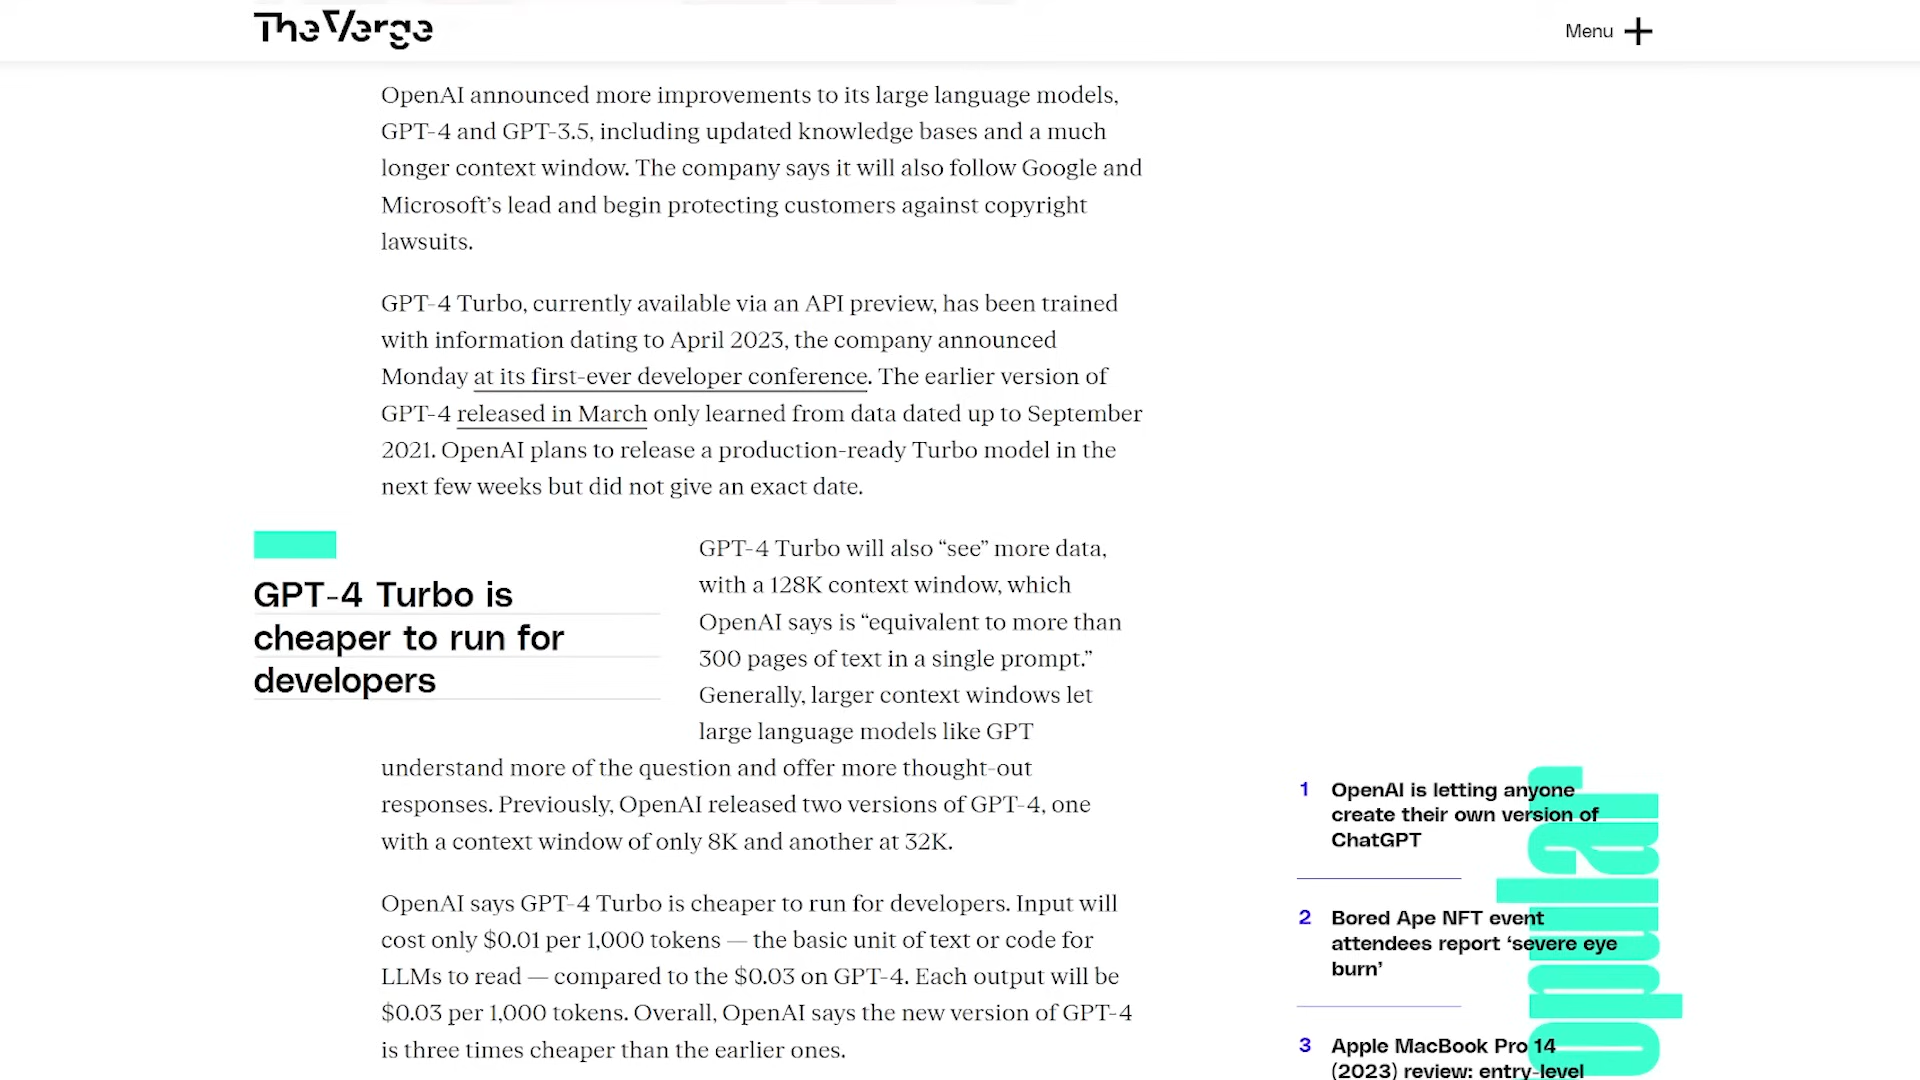 The Verge
Menu
OpenAI announced more improvements to its large language models,
GPT-4 and GPT-3.5, including updated knowledge bases and a much
longer context window. The company says it will also follow Google and
Microsoft’s lead and begin protecting customers against copyright
lawsuits.
GPT-4 Turbo, currently available via an API preview, has been trained
with information dating to April 2023, the company announced
Monday at its first-ever developer conference. The earlier version of
GPT-4 released in March only learned from data dated up to September
2021. OpenAI plans to release a production-ready Turbo model in the
next few weeks but did not give an exact date.
GPT-4 Turbo is
cheaper to run for
developers
GPT-4 Turbo will also “see” more data,
with a 128K context window, which
OpenAI says is “equivalent to more than
300 pages of text in a single prompt.”
Generally, larger context windows let
large language models like GPT
understand more of the question and offer more thought-out
responses. Previously, OpenAI released two versions of GPT-4, one
with a context window of only 8K and another at 32K.
OpenAI says GPT-4 Turbo is cheaper to run for developers. Input will
cost only $0.01 per 1,000 tokens — the basic unit of text or code for
LLMs to read — compared to the $0.03 on GPT-4. Each output will be
$0.03 per 1,000 tokens. Overall, OpenAI says the new version of GPT-4
is three times cheaper than the earlier ones.
1 OpenAI is letting anyone
create their own version of
ChatGPT
2 Bored Ape NFT event
attendees report ‘severe eye
burn’
3 Apple MacBook Pro 14
(2023) review: entry-level
opular